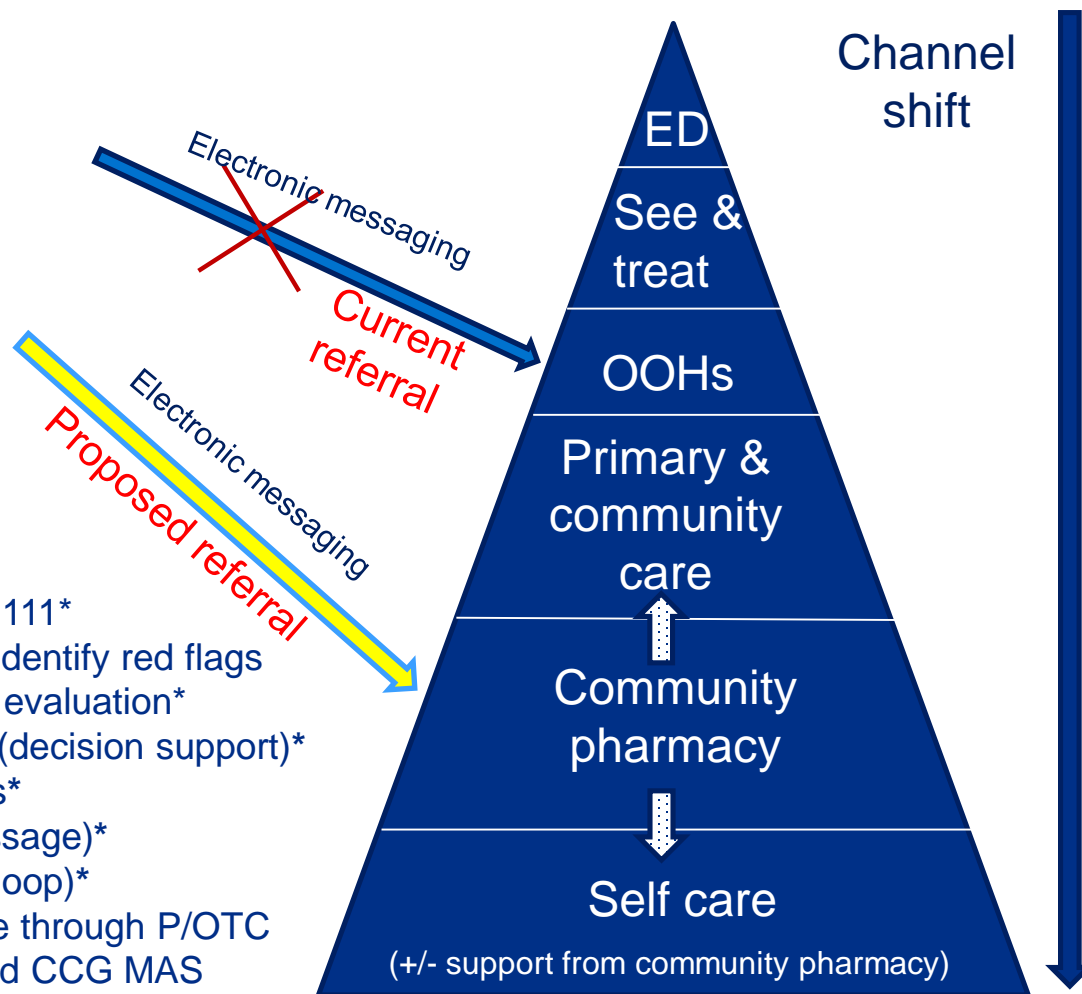 Channel
shift
ED
Electronic messaging
See &
treat
Current
referral
OOHs
Electronic messaging
Proposed referral
Primary &
community
care
111*
dentify red flags
evaluation*
(decision support)*
s*
ssage)*
oop)*
e through P/OTC
d CCG MAS
Community
pharmacy
Self care
(+/- support from community pharmacy)